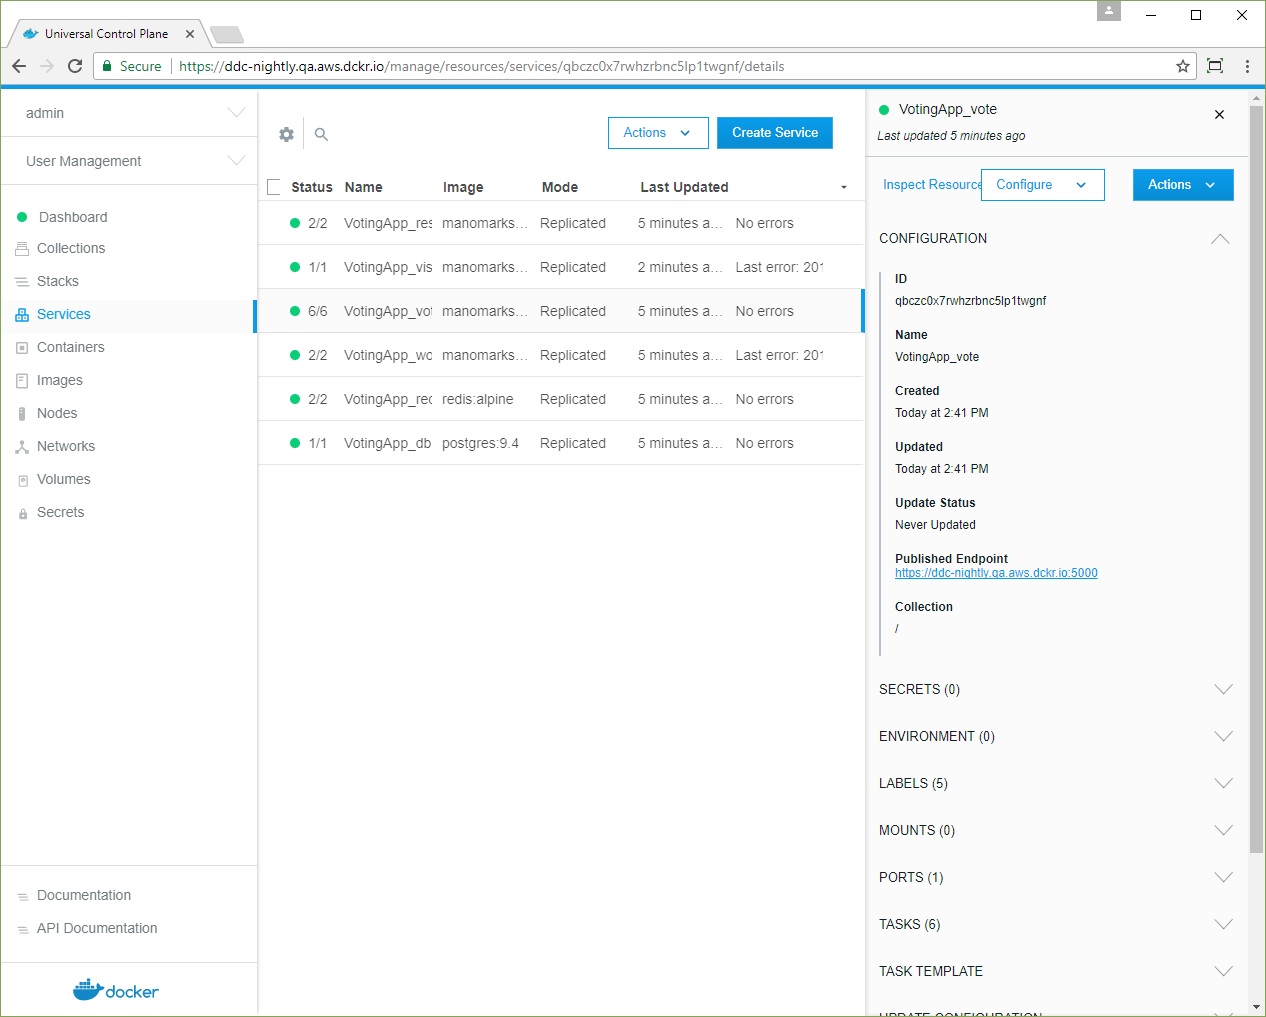 Universal Control Plane
Secure
https://ddc-nightly.qa.aws.dckr.io/manage/resources/services/qbczc0x7rwhzrbnc5lp1twgnf/details
admin
User Management
Dashboard
Collections
Stacks
Services
Containers
Images
Nodes
Networks
Volumes
Secrets
Documentation
API Documentation
docker
Actions
Create Service
Status Name Image Mode Last Updated
2/2 VotingApp_res manomarks... Replicated 5 minutes a... No errors
1/1 VotingApp_vis manomarks... Replicated 2 minutes a... Last error: 201
6/6 VotingApp_vot manomarks... Replicated 5 minutes a... No errors
2/2 VotingApp_wo manomarks... Replicated 5 minutes a... Last error: 201
2/2 VotingApp_red redis:alpine Replicated 5 minutes a... No errors
1/1 VotingApp_db postgres:9.4 Replicated 5 minutes a... No errors
VotingApp_vote
Last updated 5 minutes ago
Inspect Resource
Configure
Actions
CONFIGURATION
ID
qbczc0x7rwhzrbnc5lp1twgnf
Name
VotingApp_vote
Created
Today at 2:41 PM
Updated
Today at 2:41 PM
Update Status
Never Updated
Published Endpoint
https://ddc-nightly.qa.aws.dckr.io:5000
Collection
/
SECRETS (0)
ENVIRONMENT (0)
LABELS (5)
MOUNTS (0)
PORTS (1)
TASKS (6)
TASK TEMPLATE
UPDATE CONFIGURATION